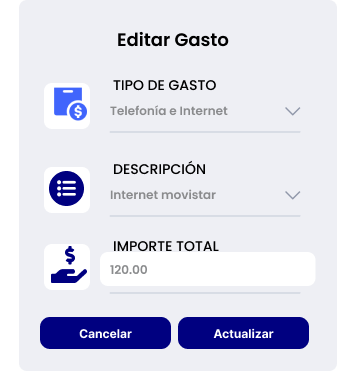 Editar Gasto
TIPO DE GASTO
Telefonía e Internet
DESCRIPCIÓN
Internet movistar
IMPORTE TOTAL
120.00
Cancelar
Actualizar